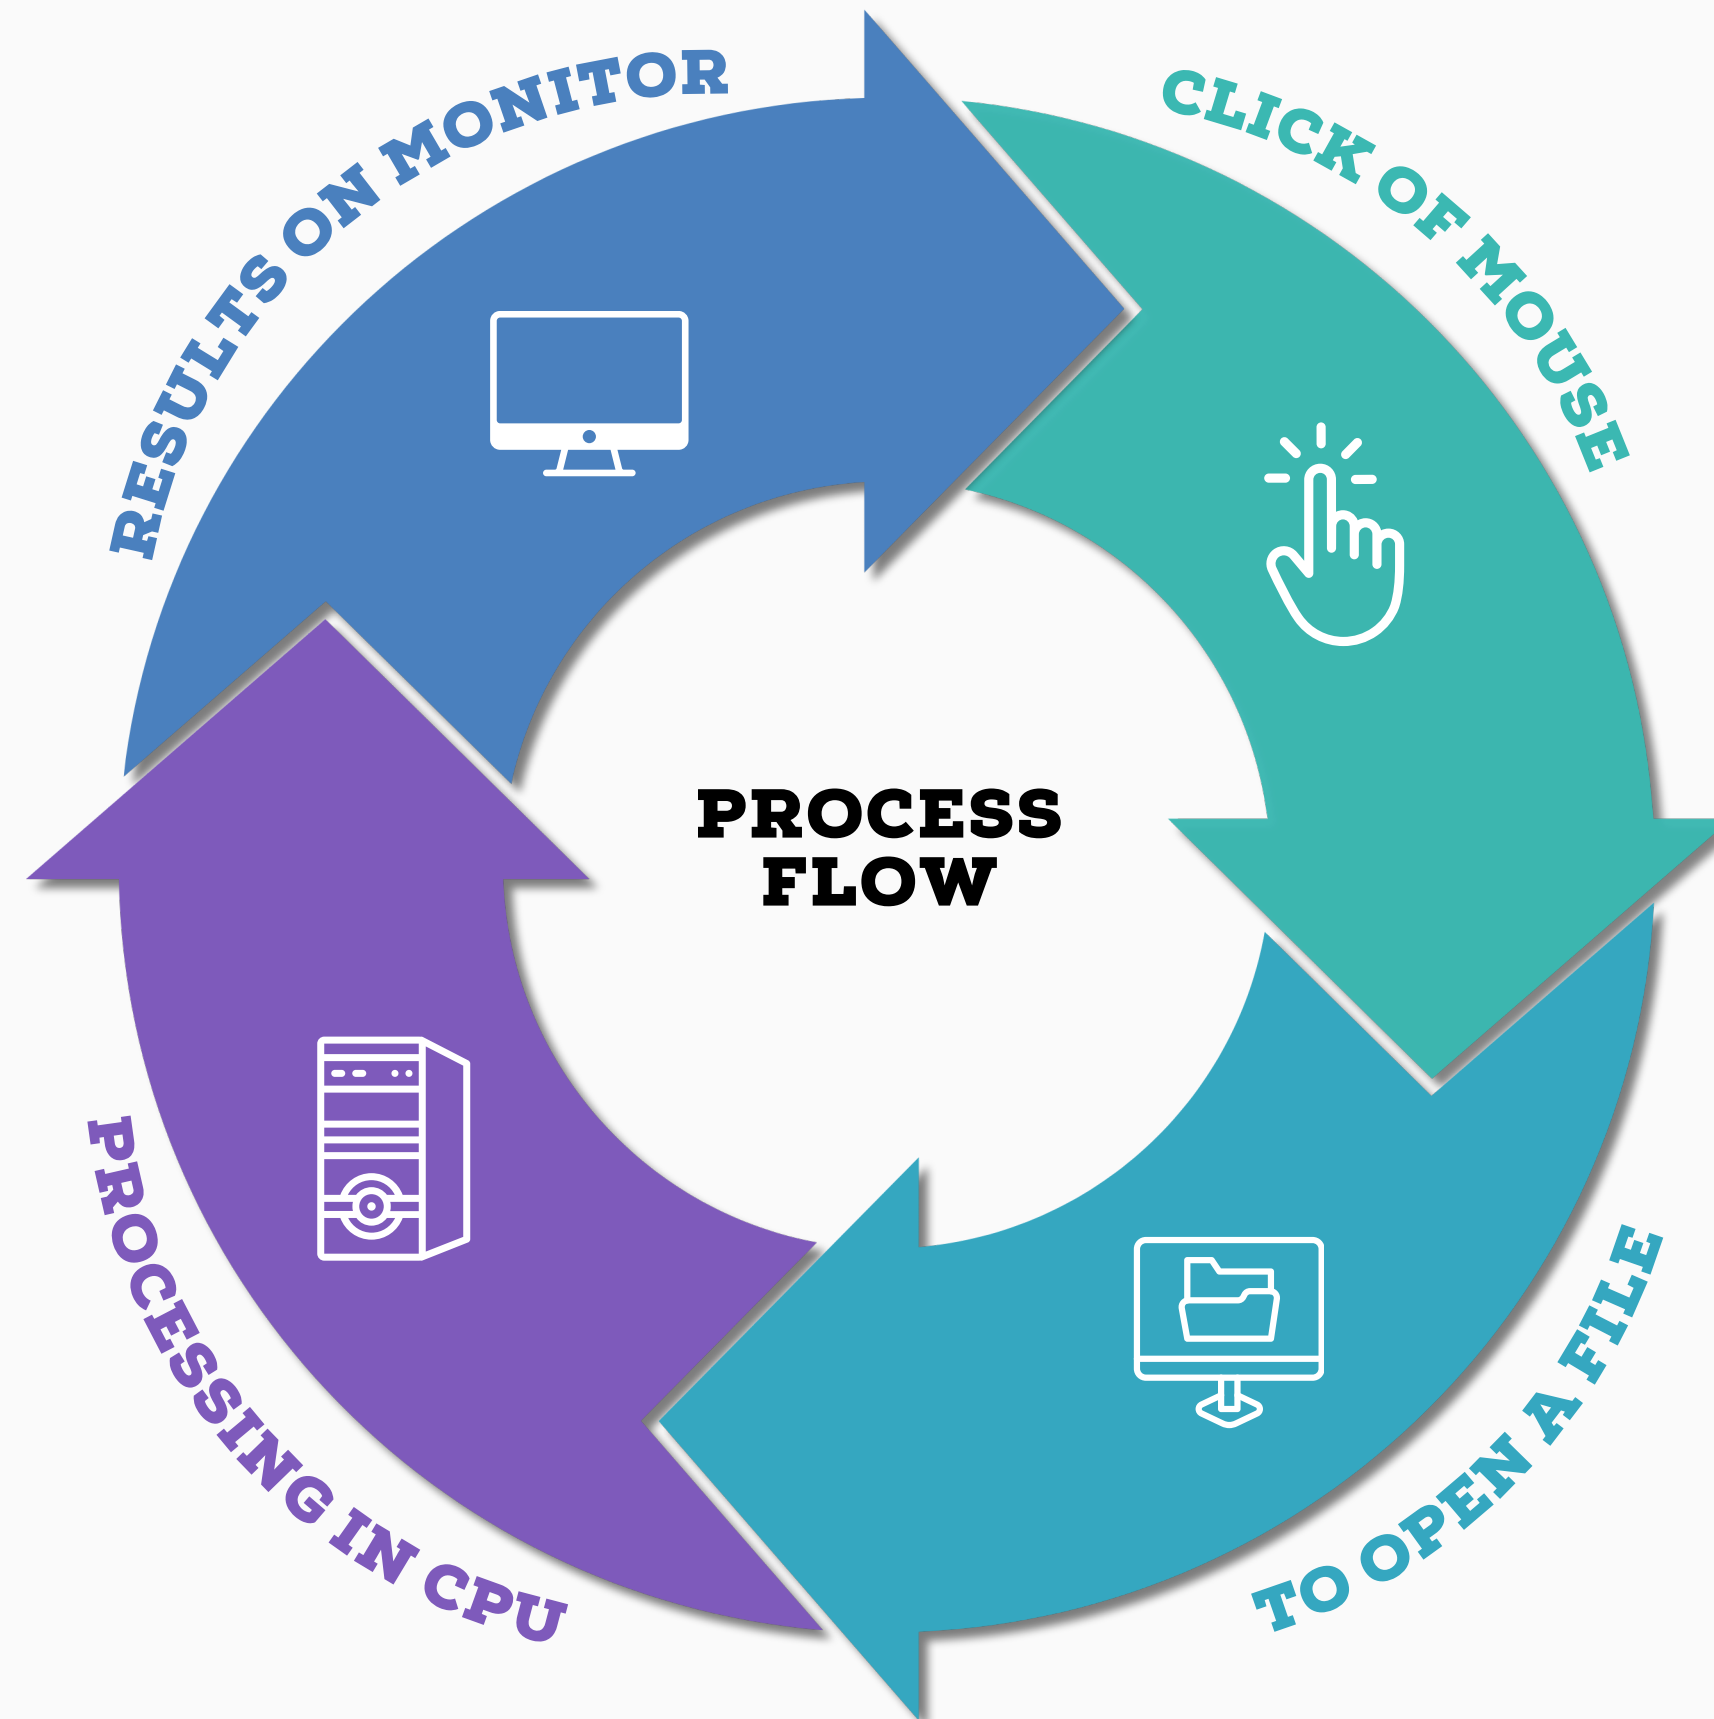 RESULTS ON MONITOR
CLICK OF MOUSE
PROCESS
FLOW
PROCESSING IN CPU
TO OPEN A FILE